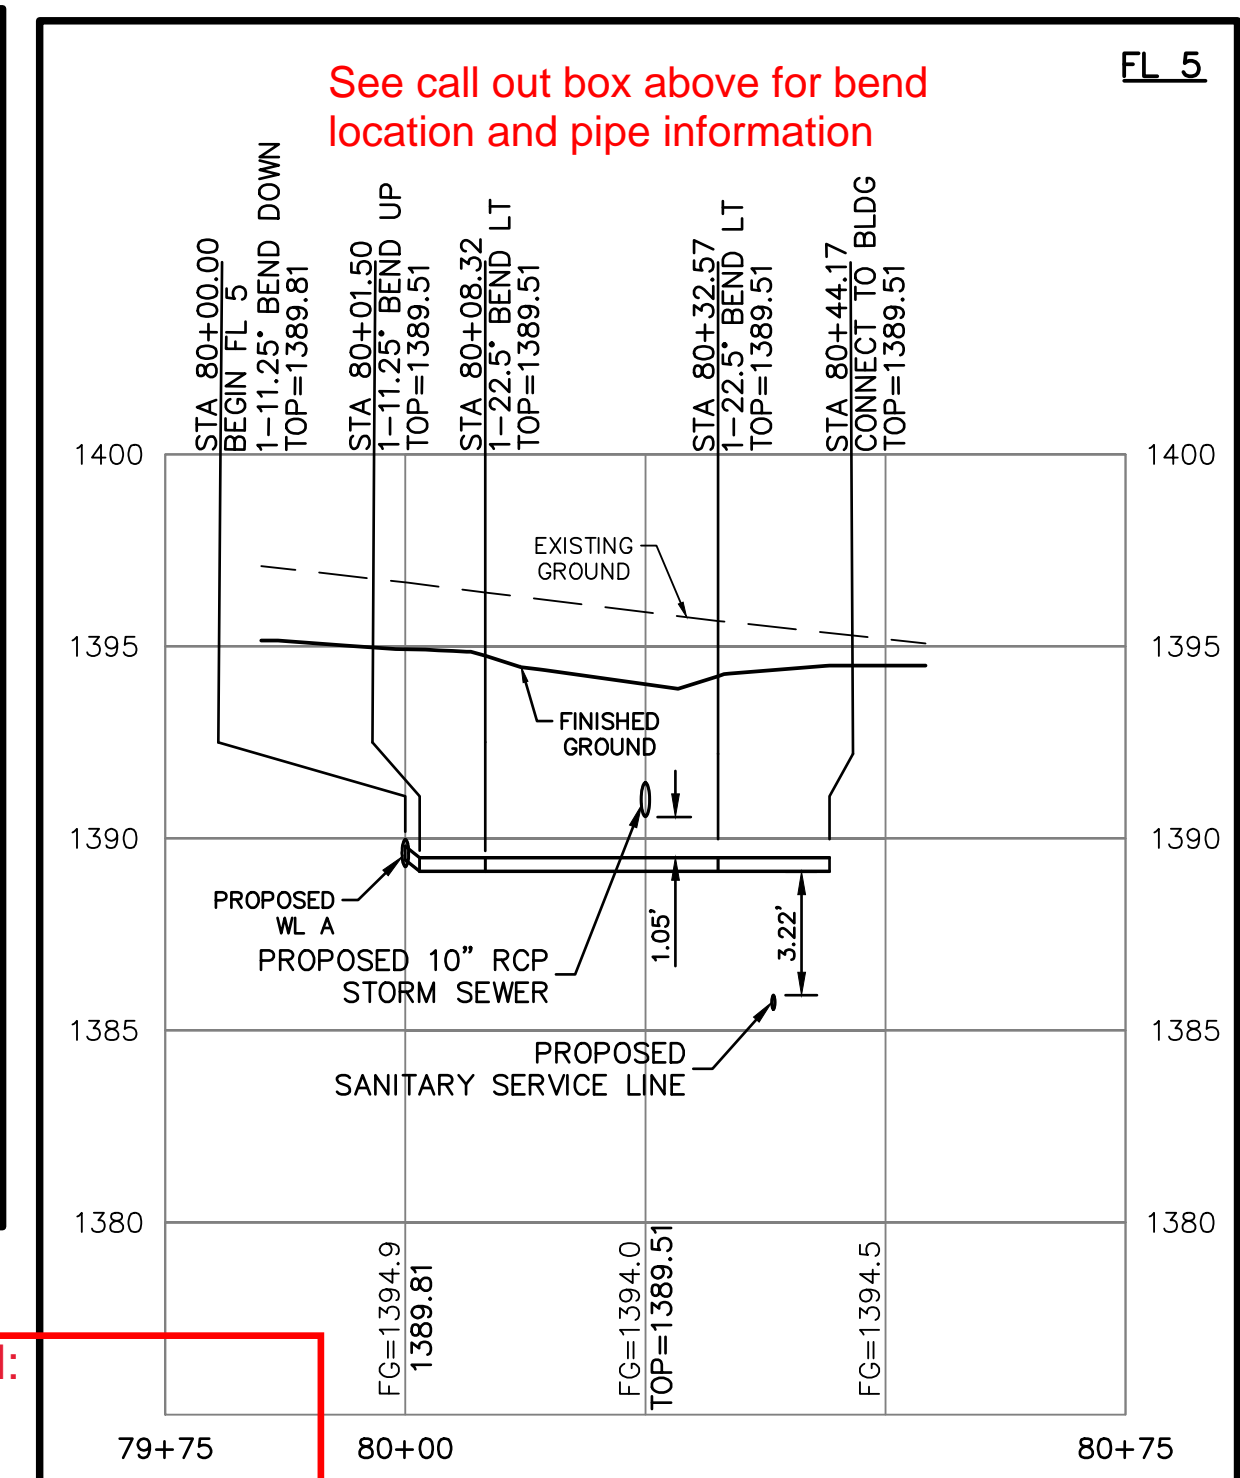 FL 5
See call out box above for bend
location and pipe information
STA 80+00.00
BEGIN FL 5
1-11.25° BEND DOWN
TOP=1389.81
STA 80+01.50
1-11.25° BEND UP
TOP=1389.51
STA 80+08.32
1-22.5° BEND LT
TOP=1389.51
STA 80+32.57
1-22.5° BEND LT
TOP=1389.51
STA 80+44.17
CONNECT TO BLDG
TOP=1389.51
1400
1400
EXISTING
GROUND
1395
1395
FINISHED
GROUND
1390
1390
PROPOSED
WL A
PROPOSED 10" RCP
STORM SEWER
1.05'
3.22'
1385
1385
PROPOSED
SANITARY SERVICE LINE
1380
1380
FG=1394.9
1389.81
FG=1394.0
TOP=1389.51
FG=1394.5
79+75
80+00
80+75